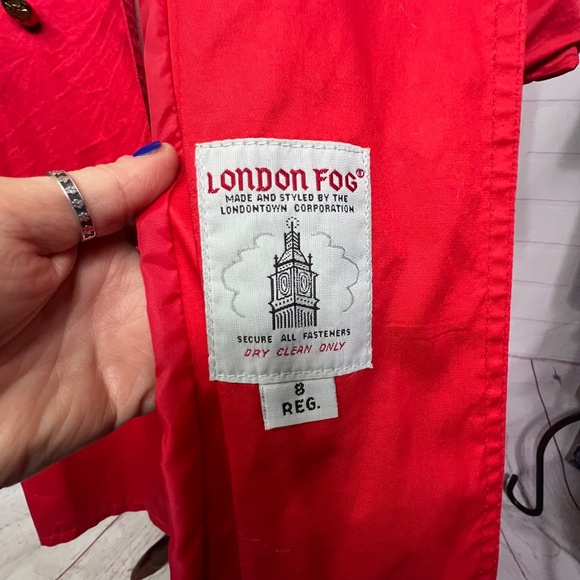 LONDON FOG®
MADE AND STYLED BY THE
LONDONTOWN CORPORATION
SECURE ALL FASTENERS
DRY CLEAN ONLY
8
REG.